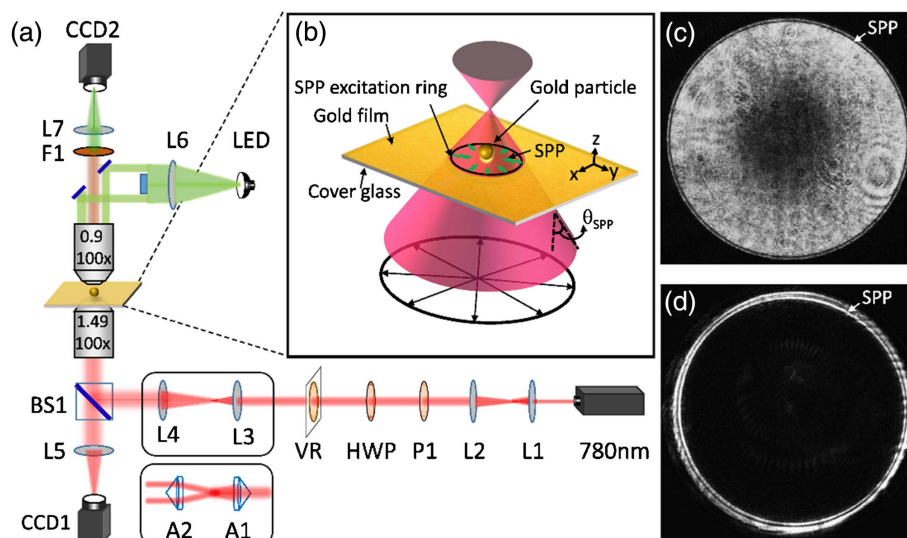 (a)
CCD2
L7
F1
L6
LED
0.9
100x
1.49
100x
BS1
L5
CCD1
L4
L3
A2
A1
VR
HWP
P1
L2
L1
780nm
(b)
SPP excitation ring
Gold particle
Gold film
SPP
Cover glass
z
x
y
θSPP
(c)
SPP
(d)
SPP